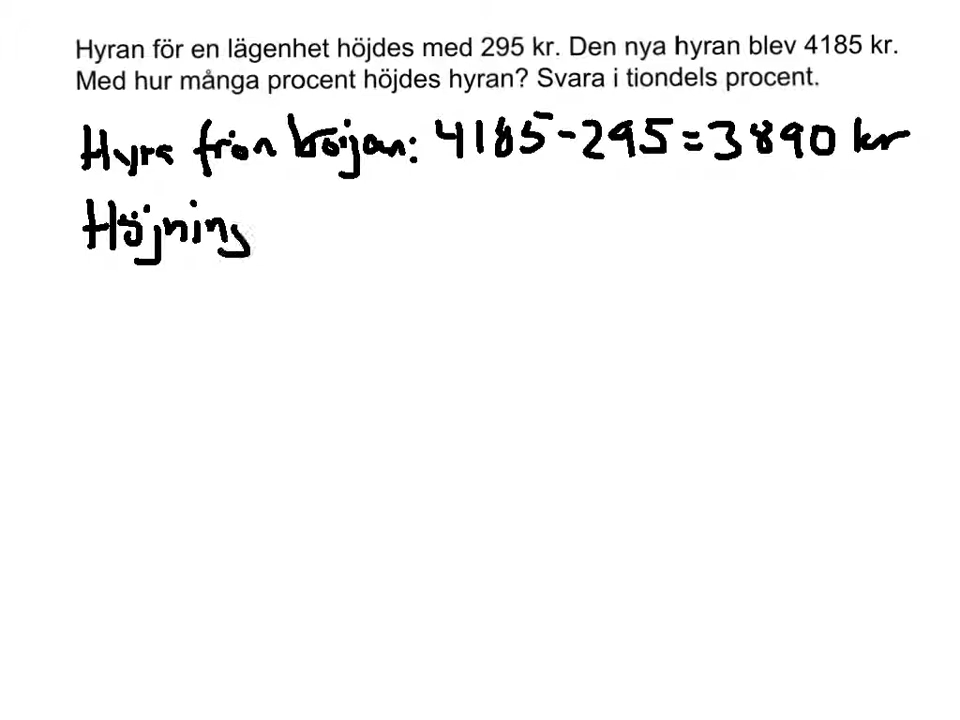 Hyran för en lägenhet höjdes med 295 kr. Den nya hyran blev 4185 kr.
Med hur många procent höjdes hyran? Svara i tiondels procent.
Hyra från början: 4185-295=3890 kr
Höjning